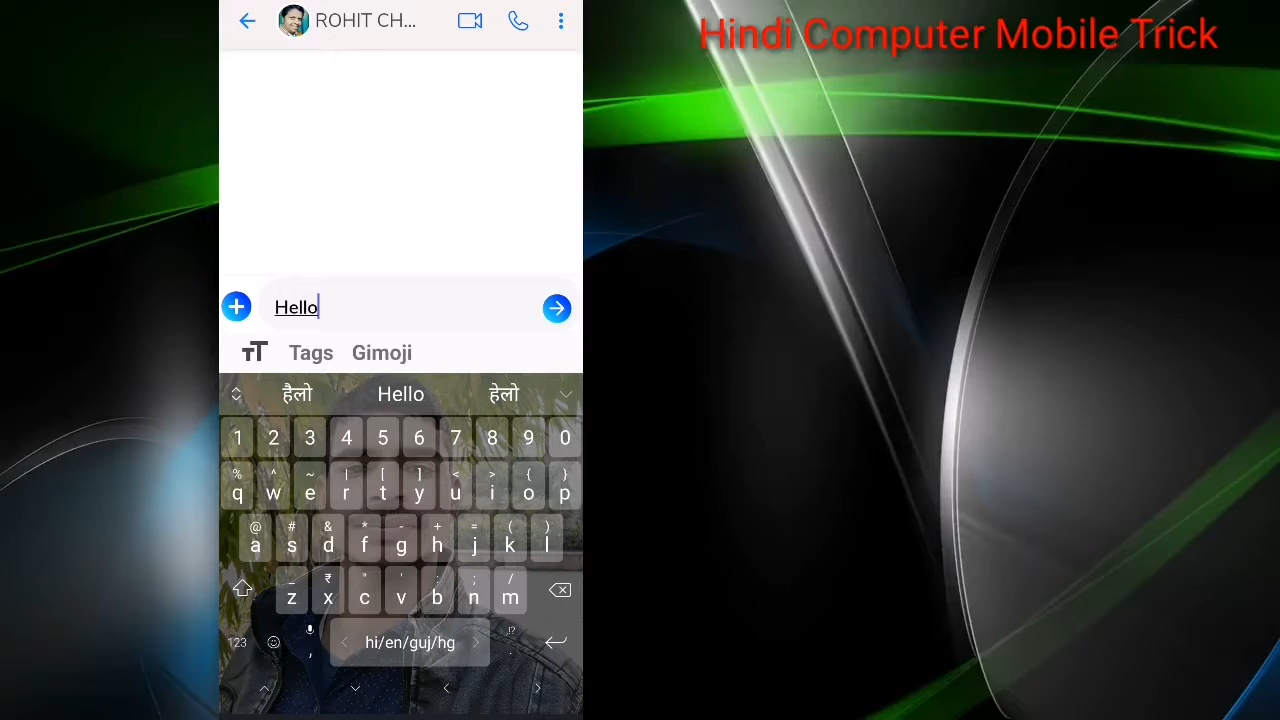 ROHIT CH...
Hindi Computer Mobile Trick
Hello
TT Tags Gimoji
हैलो Hello हेलो
1 2 3 4 5 6 7 8 9 0
% ^ ~ | [ ] < > { }
q w e r t y u i o p
@ # & * - + = ( )
a s d f g h j k l
_ ₹ " ' : ; /
z x c v b n m
123 , hi/en/guj/hg .!?